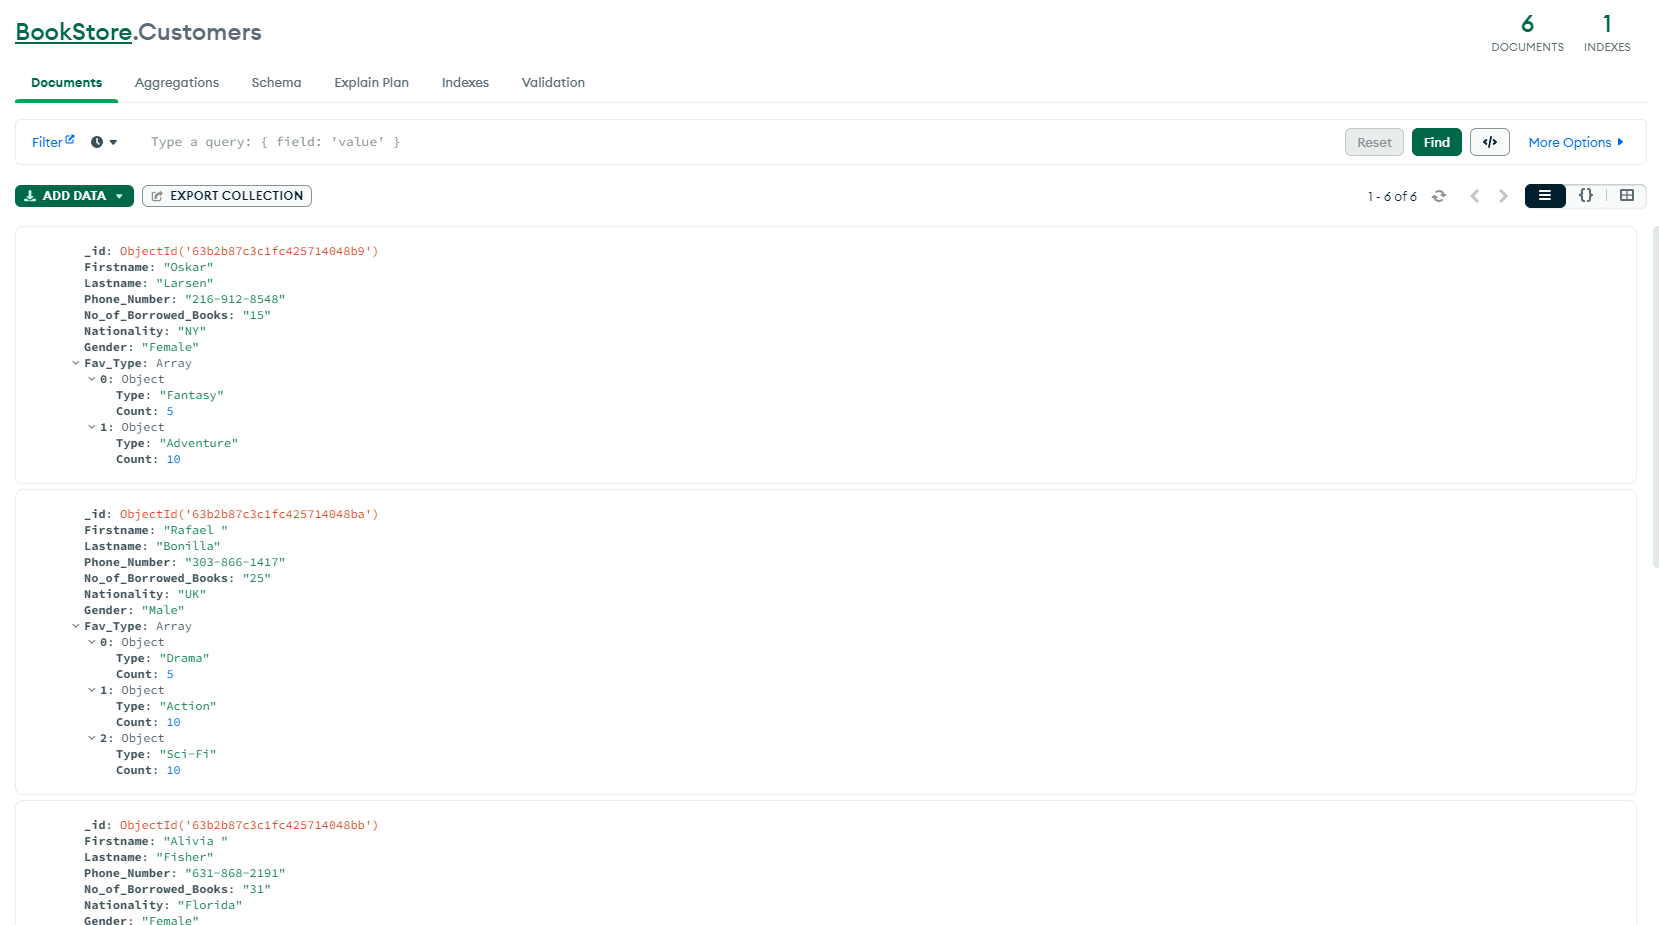 BookStore.Customers
6 1
DOCUMENTS INDEXES
Documents Aggregations Schema Explain Plan Indexes Validation
Filter Type a query: { field: 'value' } Reset Find </> More Options
ADD DATA EXPORT COLLECTION 1 - 6 of 6 {}
_id: ObjectId('63b2b87c3c1fc425714048b9')
Firstname: "Oskar"
Lastname: "Larsen"
Phone_Number: "216-912-8548"
No_of_Borrowed_Books: "15"
Nationality: "NY"
Gender: "Female"
Fav_Type: Array
0: Object
Type: "Fantasy"
Count: 5
1: Object
Type: "Adventure"
Count: 10
_id: ObjectId('63b2b87c3c1fc425714048ba')
Firstname: "Rafael "
Lastname: "Bonilla"
Phone_Number: "303-866-1417"
No_of_Borrowed_Books: "25"
Nationality: "UK"
Gender: "Male"
Fav_Type: Array
0: Object
Type: "Drama"
Count: 5
1: Object
Type: "Action"
Count: 10
2: Object
Type: "Sci-Fi"
Count: 10
_id: ObjectId('63b2b87c3c1fc425714048bb')
Firstname: "Alivia "
Lastname: "Fisher"
Phone_Number: "631-868-2191"
No_of_Borrowed_Books: "31"
Nationality: "Florida"
Gender: "Female"